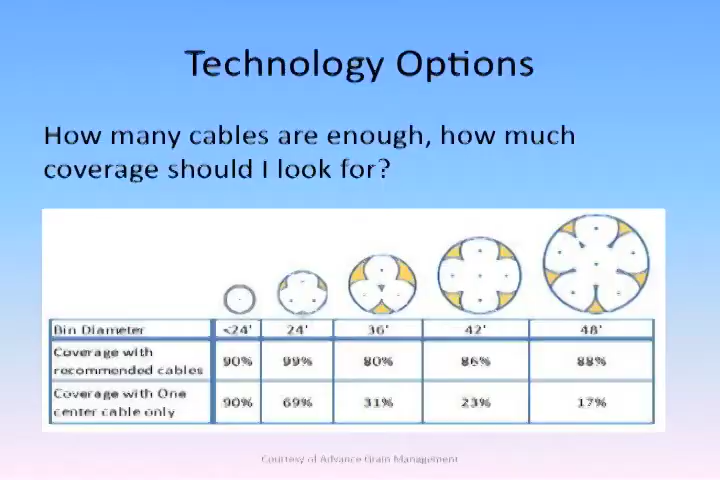 Technology Options
How many cables are enough, how much
coverage should I look for?
Bin Diameter <24' 24' 36' 42' 48'
Coverage with
recommended cables 90% 99% 80% 86% 88%
Coverage with One
center cable only 90% 69% 31% 23% 17%
Courtesy of Advance Grain Management